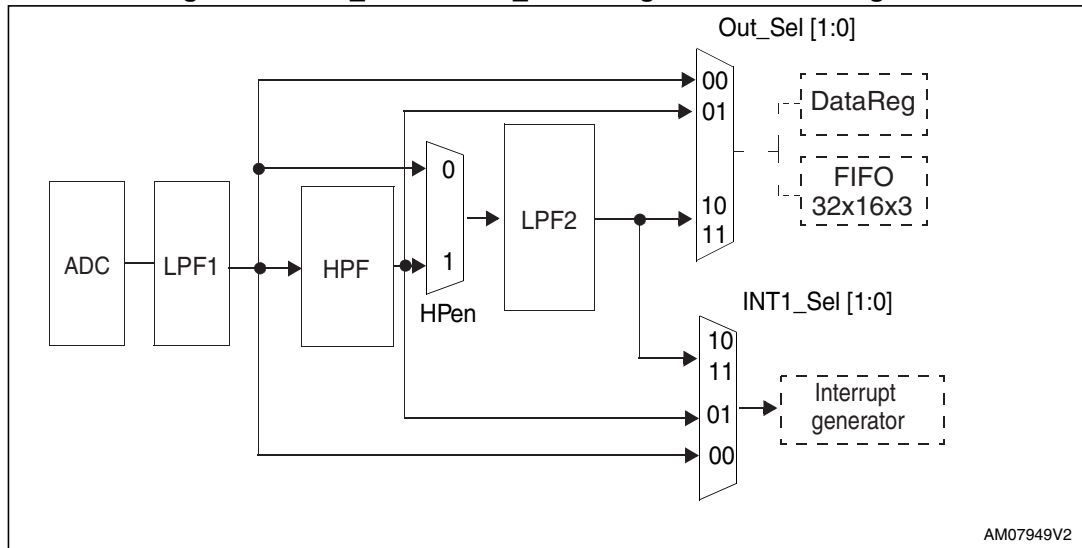 Out_Sel [1:0]
00
01
DataReg
FIFO
32x16x3
0
10
11
LPF2
ADC
LPF1
HPF
1
HPen
INT1_Sel [1:0]
10
11
01
00
Interrupt
generator
AM07949V2